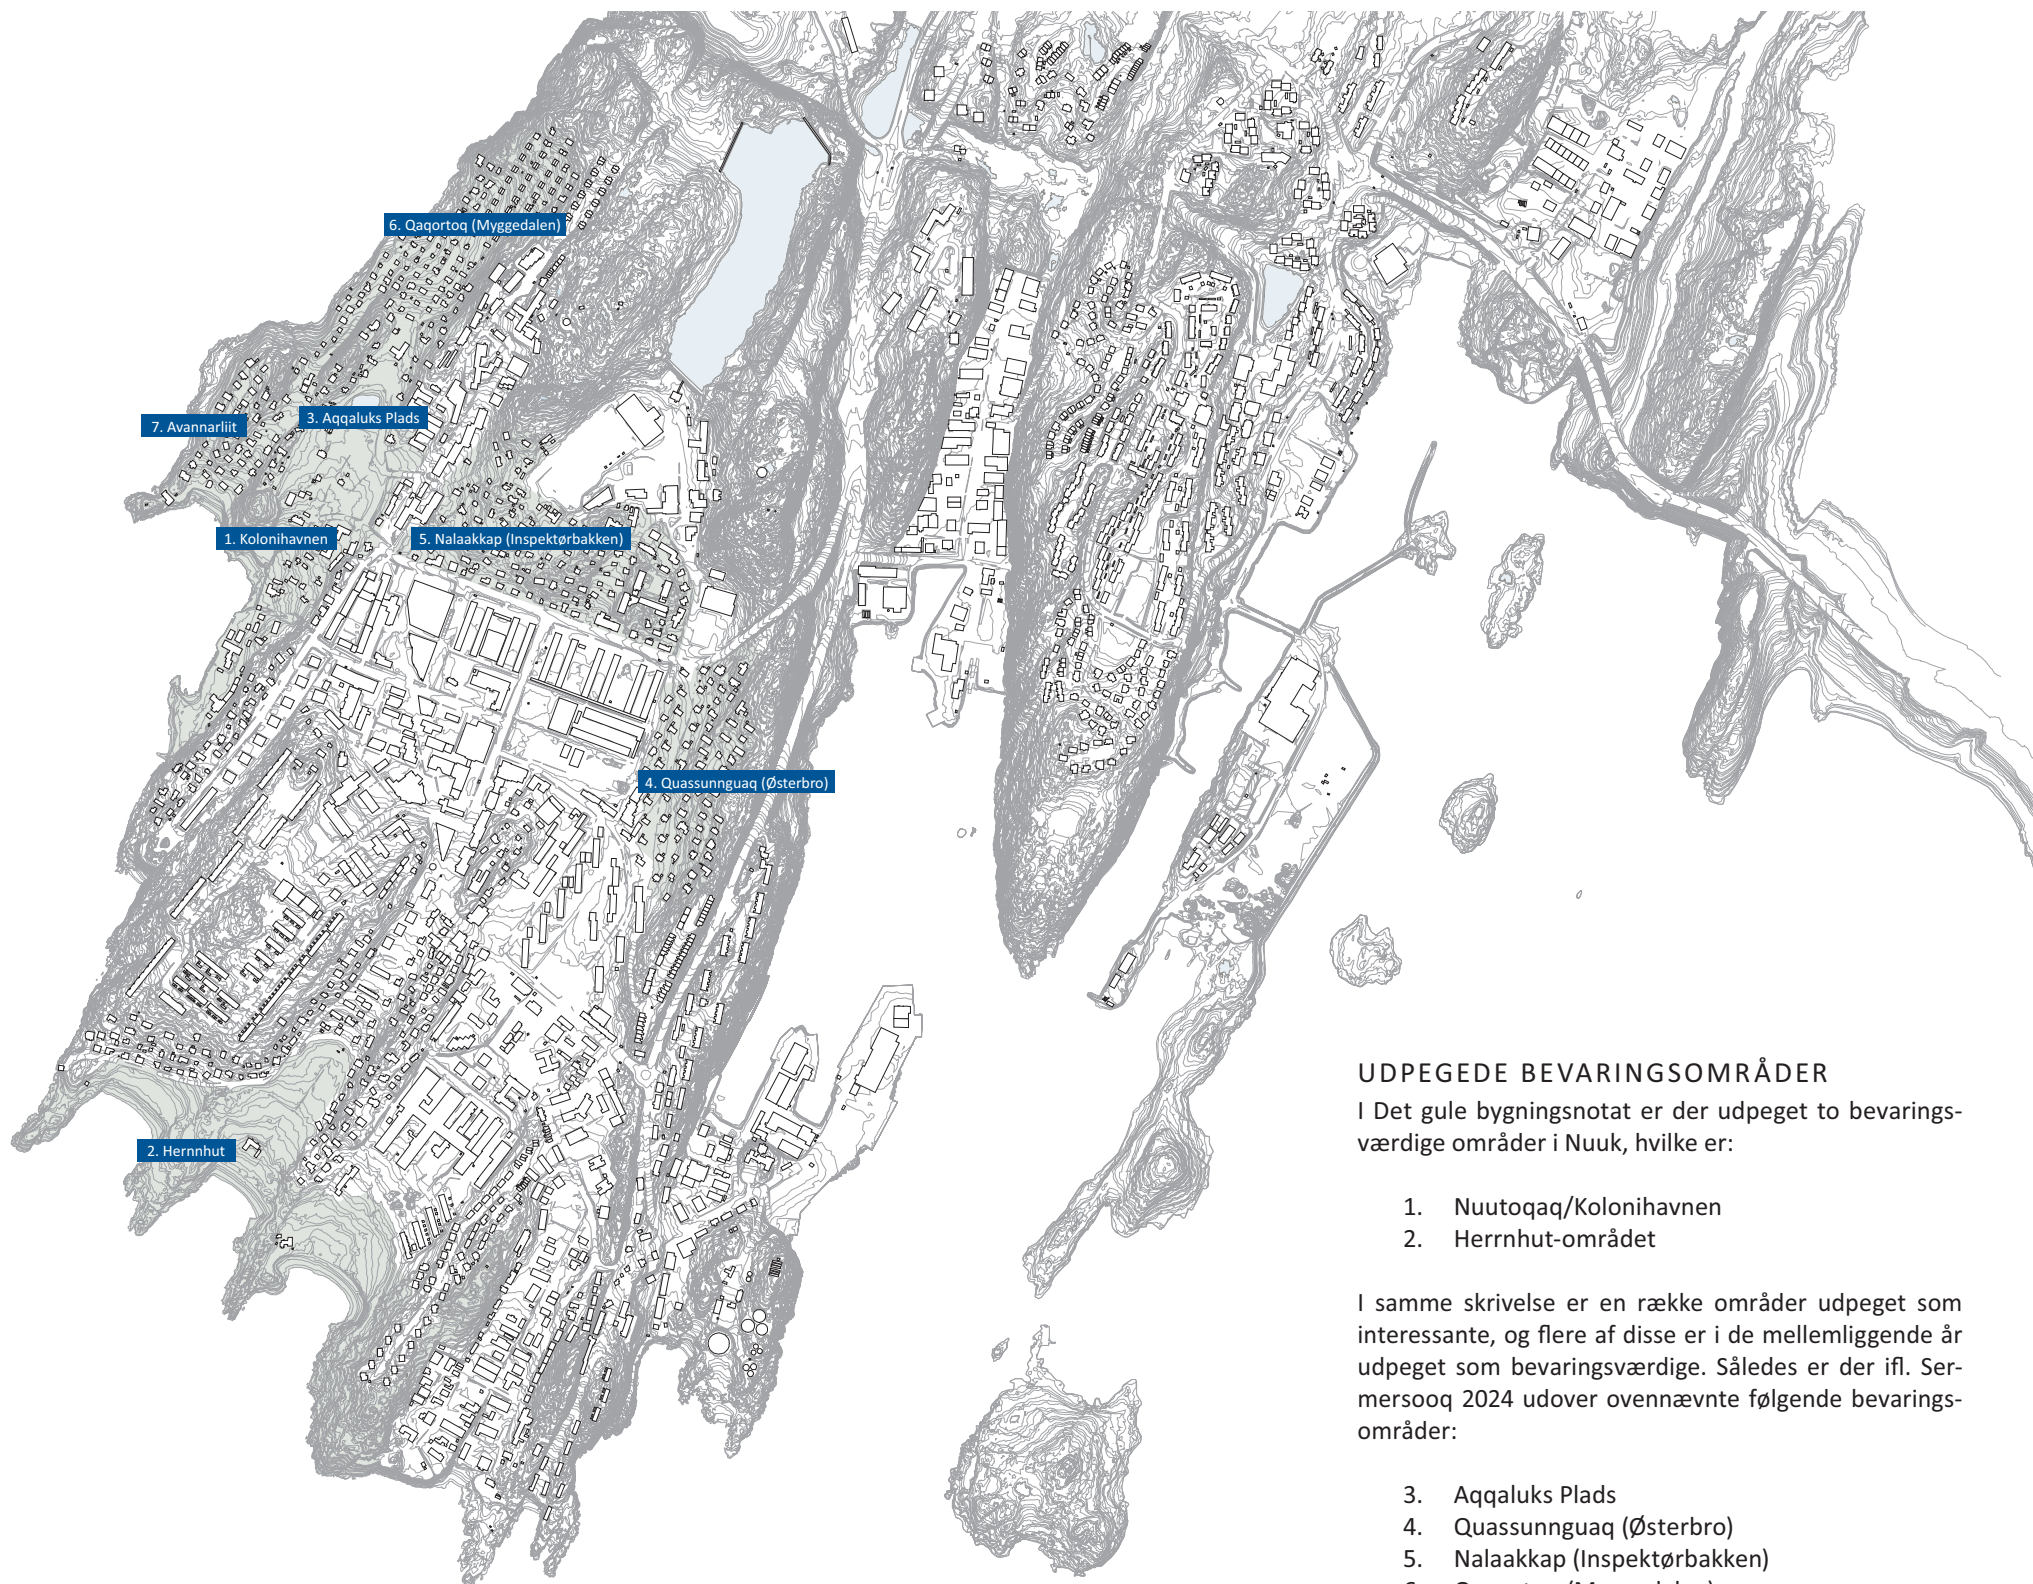 6. Qaqortoq (Myggedalen)
3. Aqqaluks Plads
7. Avannarliit
1. Kolonihavnen
5. Nalaakkap (Inspektørbakken)
4. Quassunnguaq (Østerbro)
2. Hernnhut
UDPEGEDE BEVARINGSOMRÅDER
I Det gule bygningsnotat er der udpeget to bevarings-
værdige områder i Nuuk, hvilke er:
1. Nuutoqaq/Kolonihavnen
2. Herrnhut-området
I samme skrivelse er en række områder udpeget som
interessante, og flere af disse er i de mellemliggende år
udpeget som bevaringsværdige. Således er der ifl. Ser-
mersooq 2024 udover ovennævnte følgende bevarings-
områder:
3. Aqqaluks Plads
4. Quassunnguaq (Østerbro)
5. Nalaakkap (Inspektørbakken)